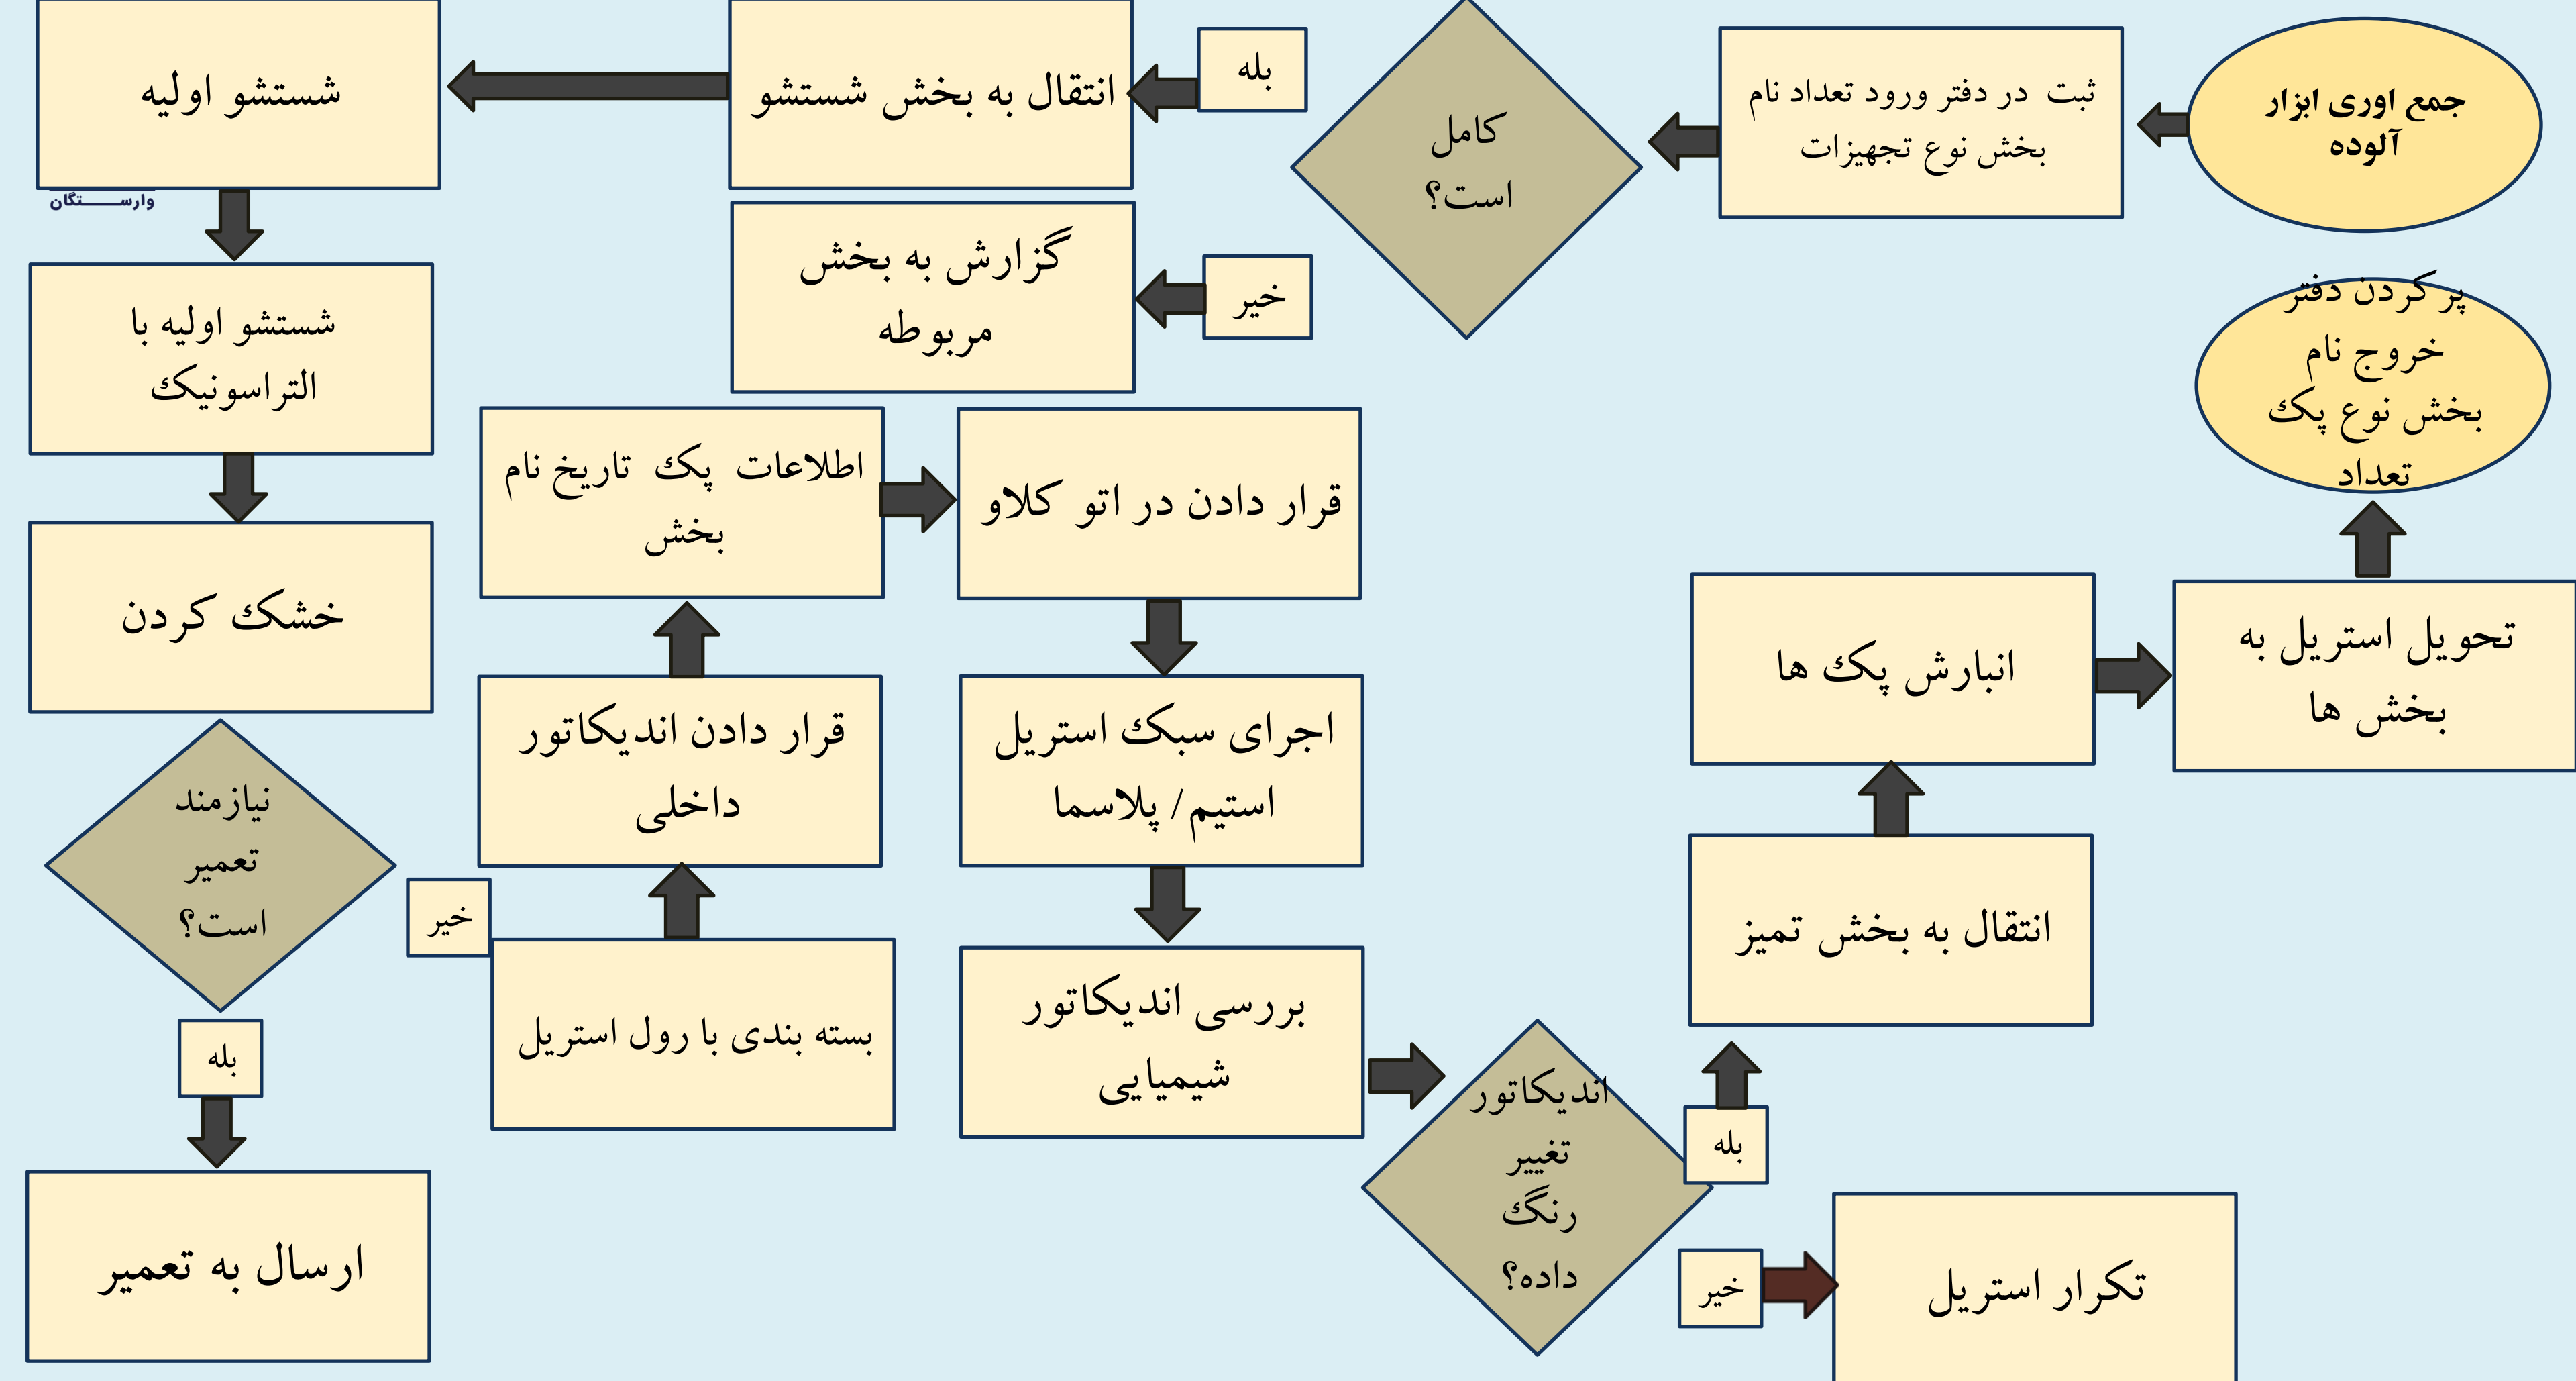 جمع اوری ابزار
آلوده
ثبت در دفتر ورود تعداد نام
بخش نوع تجهیزات
کامل
است؟
بله
انتقال به بخش شستشو
شستشو اولیه
خیر
گزارش به بخش
مربوطه
وارستگان
شستشو اولیه با
التراسونیک
خشک کردن
نیازمند
تعمیر
است؟
بله
ارسال به تعمیر
خیر
بسته بندی با رول استریل
قرار دادن اندیکاتور
داخلی
اطلاعات پک تاریخ نام
بخش
قرار دادن در اتو کلاو
اجرای سبک استریل
استیم/ پلاسما
بررسی اندیکاتور
شیمیایی
اندیکاتور
تغییر
رنگ
داده؟
بله
خیر
تکرار استریل
انتقال به بخش تمیز
انبارش پک ها
تحویل استریل به
بخش ها
پر کردن دفتر
خروج نام
بخش نوع پک
تعداد